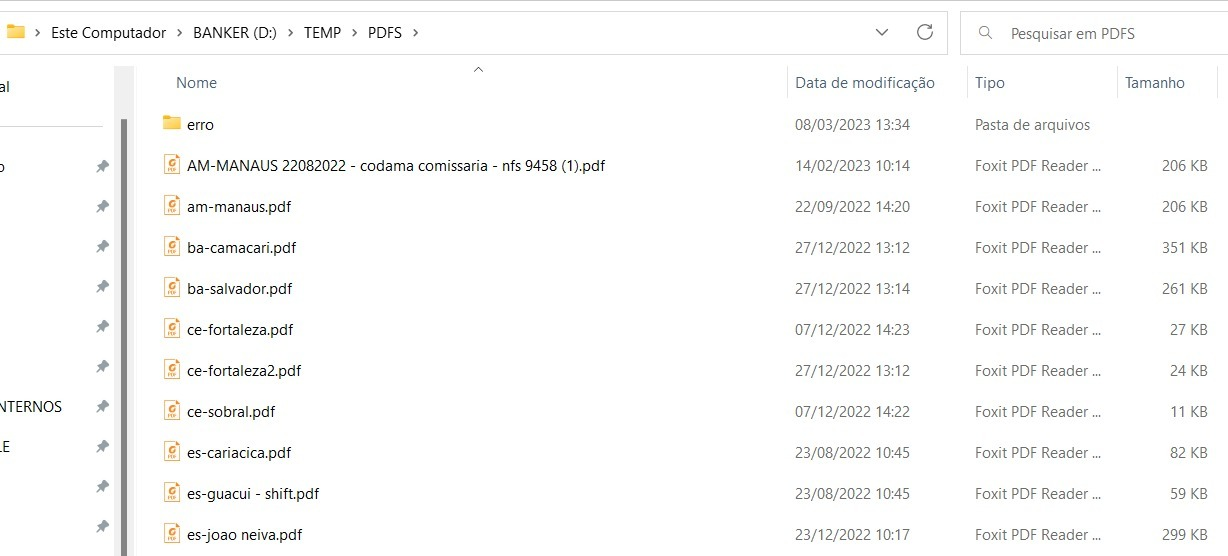 Este Computador > BANKER (D:) > TEMP > PDFS >
Pesquisar em PDFS
al
Nome Data de modificação Tipo Tamanho
erro 08/03/2023 13:34 Pasta de arquivos
AM-MANAUS 22082022 - codama comissaria - nfs 9458 (1).pdf 14/02/2023 10:14 Foxit PDF Reader ... 206 KB
am-manaus.pdf 22/09/2022 14:20 Foxit PDF Reader ... 206 KB
ba-camacari.pdf 27/12/2022 13:12 Foxit PDF Reader ... 351 KB
ba-salvador.pdf 27/12/2022 13:14 Foxit PDF Reader ... 261 KB
ce-fortaleza.pdf 07/12/2022 14:23 Foxit PDF Reader ... 27 KB
ce-fortaleza2.pdf 27/12/2022 13:12 Foxit PDF Reader ... 24 KB
NTERNOS
ce-sobral.pdf 07/12/2022 14:22 Foxit PDF Reader ... 11 KB
LE
es-cariacica.pdf 23/08/2022 10:45 Foxit PDF Reader ... 82 KB
es-guacui - shift.pdf 23/08/2022 10:45 Foxit PDF Reader ... 59 KB
es-joao neiva.pdf 23/12/2022 10:17 Foxit PDF Reader ... 299 KB